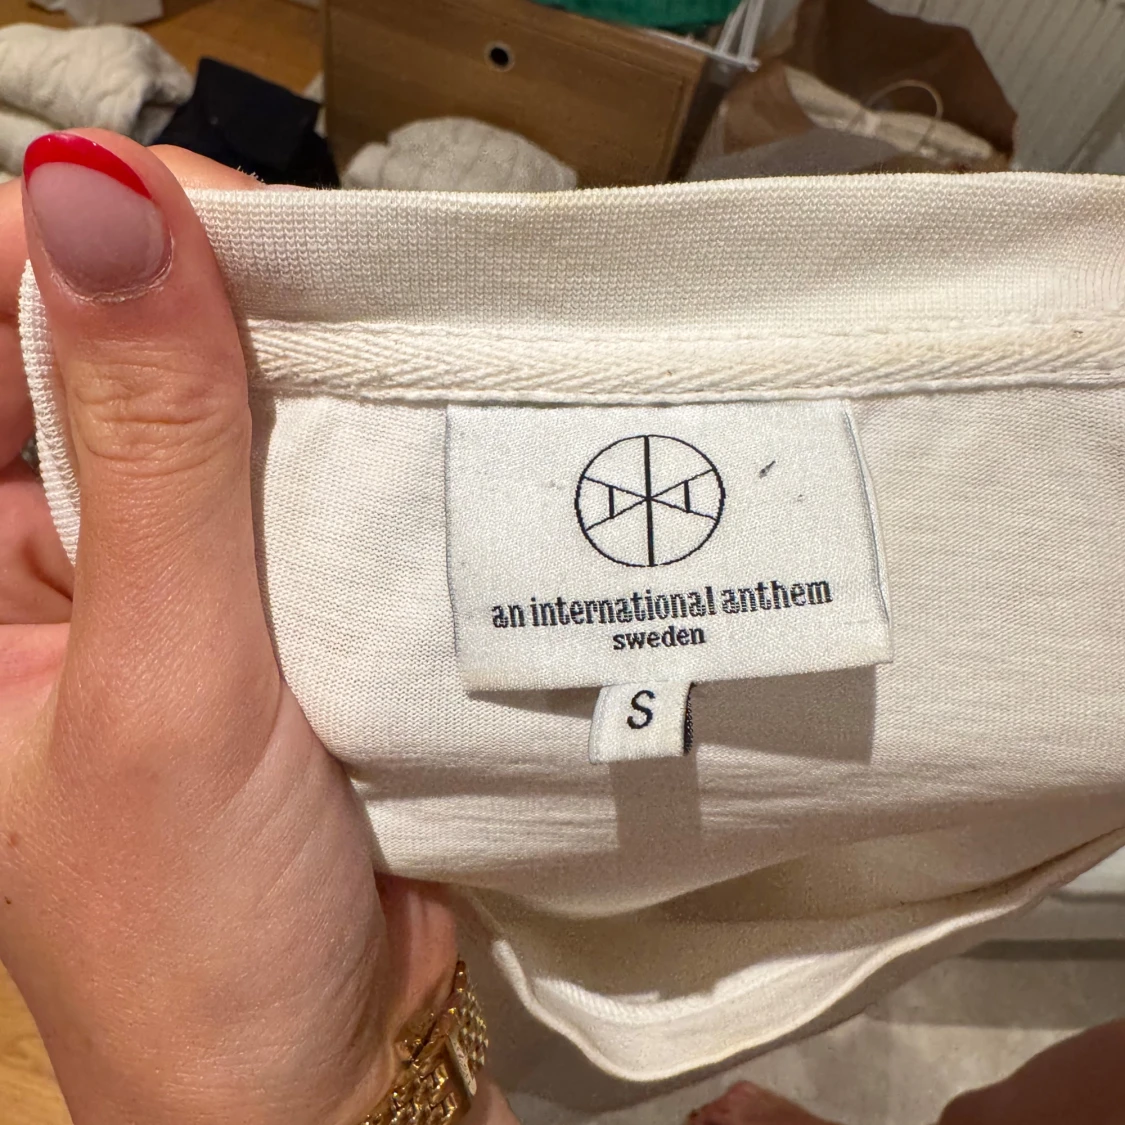 an international anthem
sweden
S